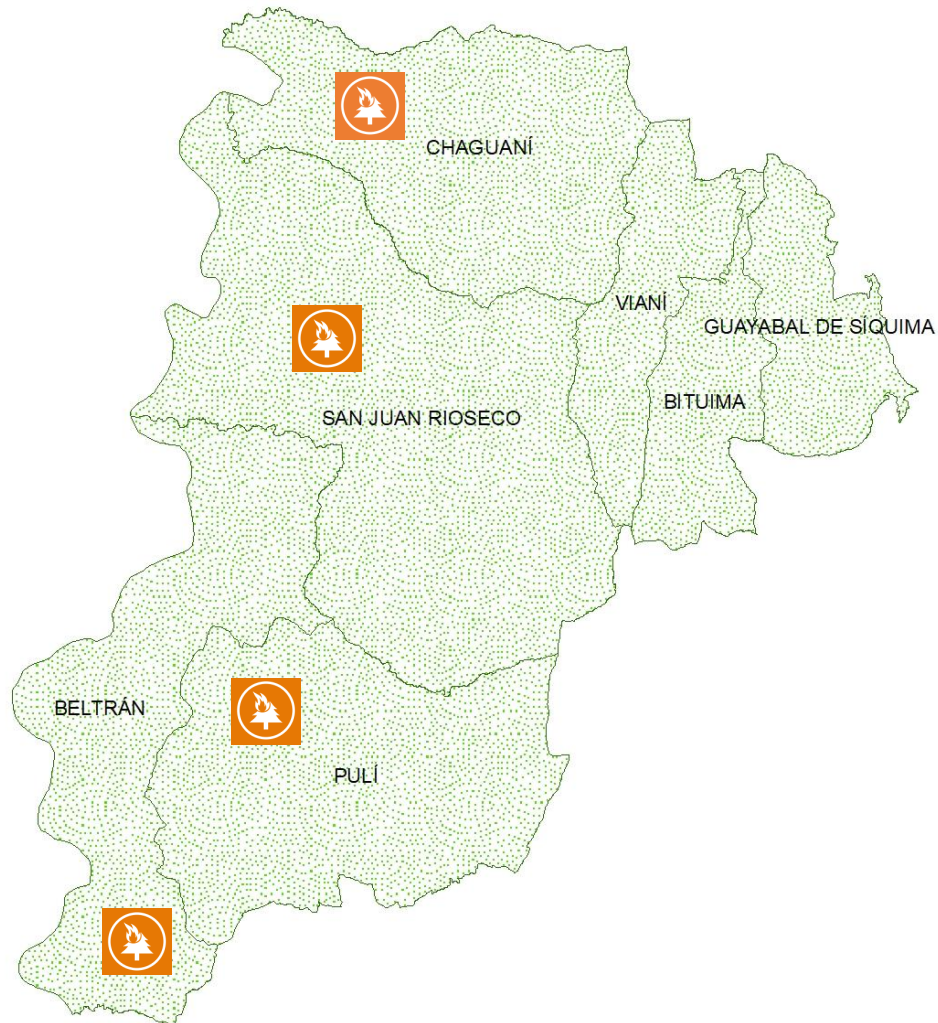 CHAGUANÍ
VIANÍ
GUAYABAL DE SÍQUIMA
BITUIMA
SAN JUAN RIOSECO
BELTRÁN
PULÍ